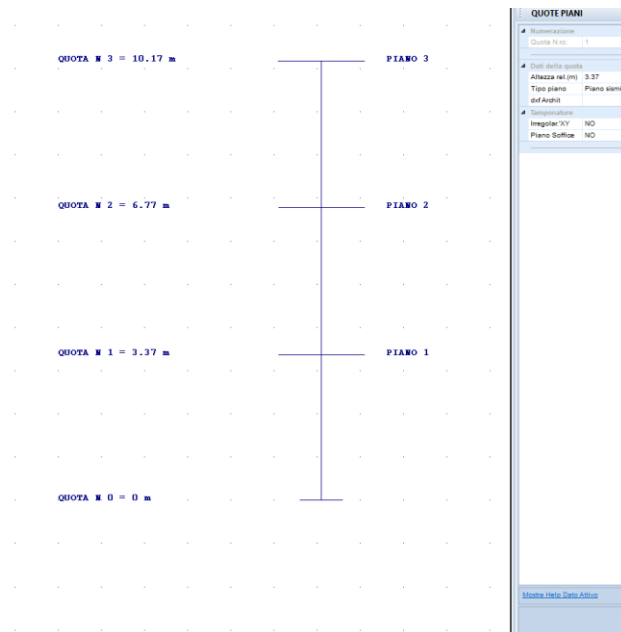 QUOTA N 3 = 10.17 m
PIANO 3
QUOTA N 2 = 6.77 m
PIANO 2
QUOTA N 1 = 3.37 m
PIANO 1
QUOTA N 0 = 0 m
QUOTE PIANI
Numerazione
Quota N.ro: 1
Dati della quota
Altezza rel.(m) 3.37
Tipo piano Piano sismi
dxf Archit
Tamponature
Irregolar.'XY NO
Piano Soffice NO
Mostra Help Dato Attivo